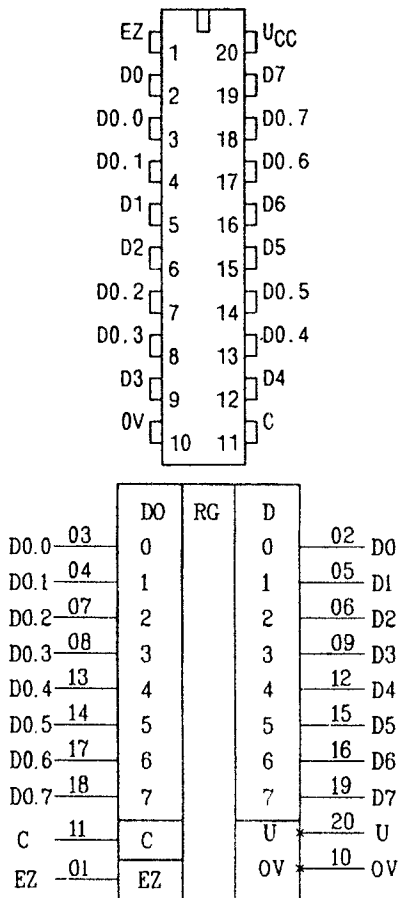 EZ 1 20 UCC
D0 2 19 D7
D0.0 3 18 D0.7
D0.1 4 17 D0.6
D1 5 16 D6
D2 6 15 D5
D0.2 7 14 D0.5
D0.3 8 13 D0.4
D3 9 12 D4
0V 10 11 C
DO RG D
D0.0 03 0 0 02 D0
D0.1 04 1 1 05 D1
D0.2 07 2 2 06 D2
D0.3 08 3 3 09 D3
D0.4 13 4 4 12 D4
D0.5 14 5 5 15 D5
D0.6 17 6 6 16 D6
D0.7 18 7 7 19 D7
C 11 C U 20 U
EZ 01 EZ OV 10 OV